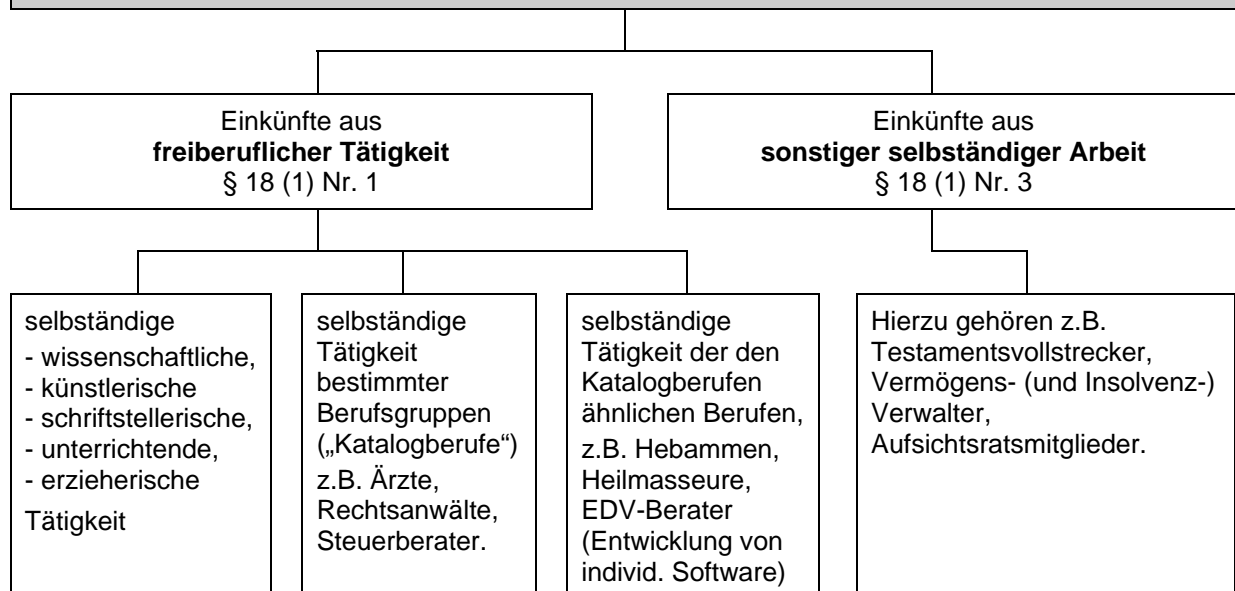 Einkünfte aus
freiberuflicher Tätigkeit
§ 18 (1) Nr. 1
Einkünfte aus
sonstiger selbständiger Arbeit
§ 18 (1) Nr. 3
selbständige
- wissenschaftliche,
- künstlerische
- schriftstellerische,
- unterrichtende,
- erzieherische
Tätigkeit
selbständige
Tätigkeit
bestimmter
Berufsgruppen
(„Katalogberufe“)
z.B. Ärzte,
Rechtsanwälte,
Steuerberater.
selbständige
Tätigkeit der den
Katalogberufen
ähnlichen Berufen,
z.B. Hebammen,
Heilmasseure,
EDV-Berater
(Entwicklung von
individ. Software)
Hierzu gehören z.B.
Testamentsvollstrecker,
Vermögens- (und Insolvenz-)
Verwalter,
Aufsichtsratsmitglieder.